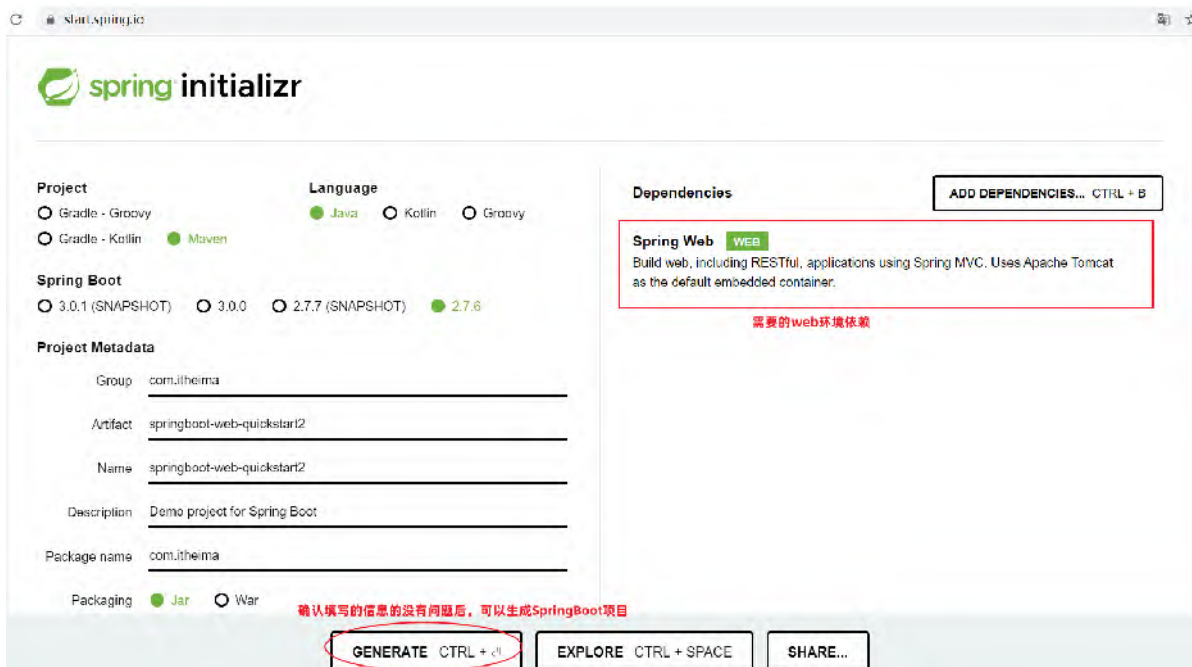 start.spring.io
spring initializr
Project
Gradle - Groovy
Gradle - Kotlin Maven
Language
Java Kotlin Groovy
Spring Boot
3.0.1 (SNAPSHOT) 3.0.0 2.7.7 (SNAPSHOT) 2.7.6
Project Metadata
Group com.itheima
Artifact springboot-web-quickstart2
Name springboot-web-quickstart2
Description Demo project for Spring Boot
Package name com.itheima
Packaging Jar War
Dependencies
ADD DEPENDENCIES... CTRL + B
Spring Web WEB
Build web, including RESTful, applications using Spring MVC. Uses Apache Tomcat
as the default embedded container.
需要的web环境依赖
确认填写的信息的没有问题后，可以生成SpringBoot项目
GENERATE CTRL + ⏎
EXPLORE CTRL + SPACE
SHARE...